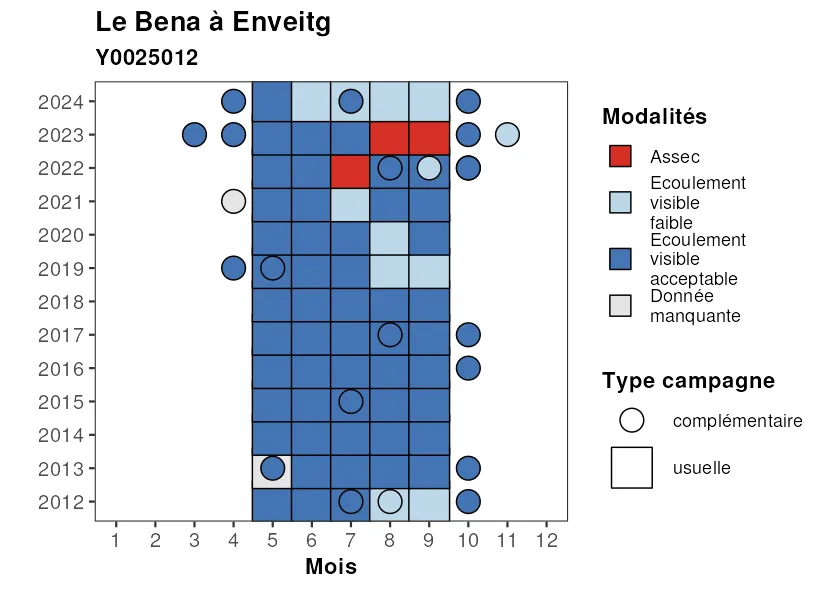 Le Bena à Enveitg
Y0025012
2024
2023
2022
2021
2020
2019
2018
2017
2016
2015
2014
2013
2012
1 2 3 4 5 6 7 8 9 10 11 12
Mois
Modalités
Assec
Ecoulement
visible
faible
Ecoulement
visible
acceptable
Donnée
manquante
Type campagne
complémentaire
usuelle